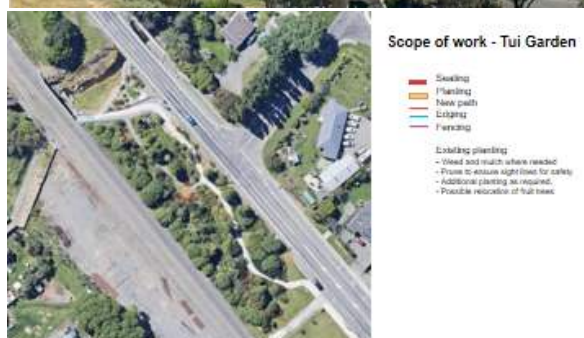 Scope of work - Tui Garden
Seating
Planting
New path
Edging
Fencing
Existing planting
- Weed and mulch where needed
- Prune to ensure sight lines for safety
- Additional planting as required.
- Possible relocation of fruit trees